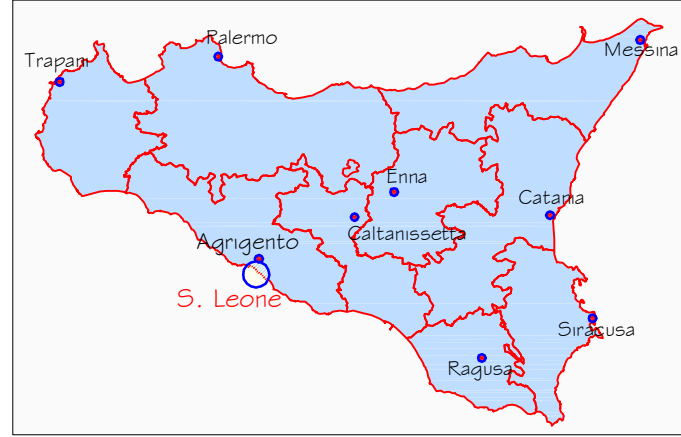 Palermo
Messina
Trapani
Enna
Catania
Caltanissetta
Agrigento
S. Leone
Siracusa
Ragusa